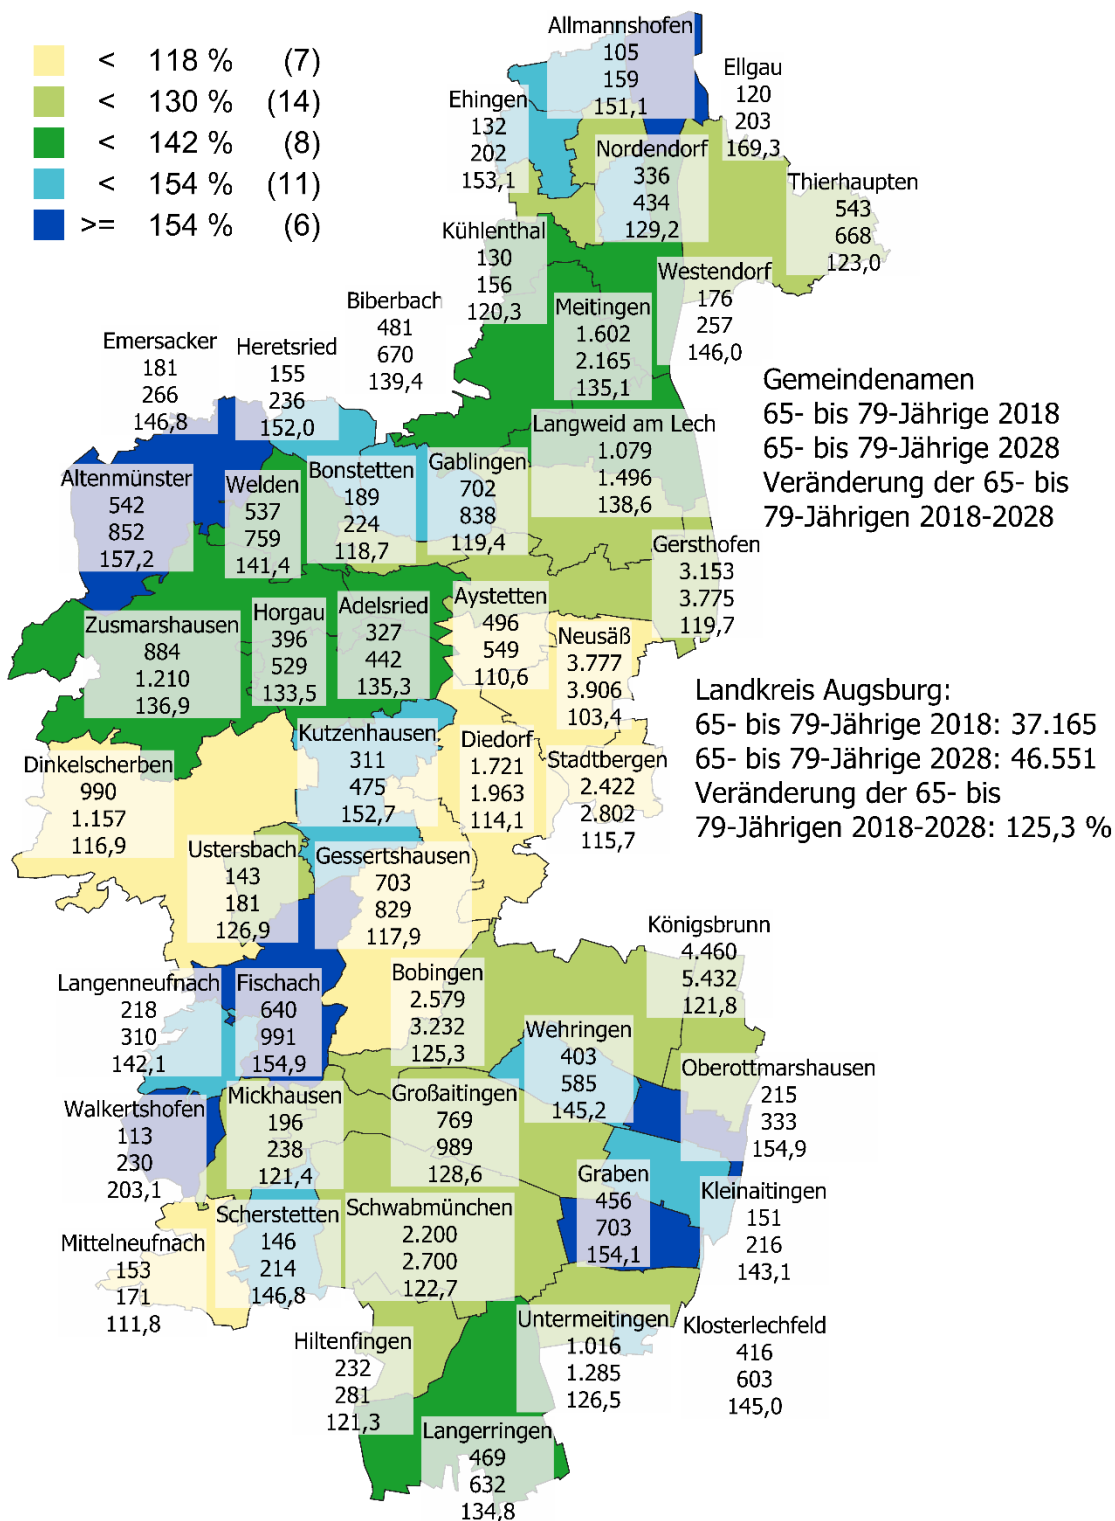 < 118 % (7)
< 130 % (14)
< 142 % (8)
< 154 % (11)
>= 154 % (6)
Allmannshofen
105
159
151,1
Ellgau
120
203
169,3
Ehingen
132
202
153,1
Nordendorf
336
434
129,2
Thierhaupten
543
668
123,0
Kühlenthal
130
156
120,3
Westendorf
176
257
146,0
Biberbach
481
670
139,4
Meitingen
1.602
2.165
135,1
Emersacker
181
266
146,8
Heretsried
155
236
152,0
Gemeindenamen
65- bis 79-Jährige 2018
65- bis 79-Jährige 2028
Veränderung der 65- bis
79-Jährigen 2018-2028
Langweid am Lech
1.079
1.496
138,6
Altenmünster
542
852
157,2
Welden
537
759
141,4
Bonstetten
189
224
118,7
Gablingen
702
838
119,4
Gersthofen
3.153
3.775
119,7
Zusmarshausen
884
1.210
136,9
Horgau
396
529
133,5
Adelsried
327
442
135,3
Aystetten
496
549
110,6
Neusäß
3.777
3.906
103,4
Landkreis Augsburg:
65- bis 79-Jährige 2018: 37.165
65- bis 79-Jährige 2028: 46.551
Veränderung der 65- bis
79-Jährigen 2018-2028: 125,3 %
Dinkelscherben
990
1.157
116,9
Kutzenhausen
311
475
152,7
Diedorf
1.721
1.963
114,1
Stadtbergen
2.422
2.802
115,7
Ustersbach
143
181
126,9
Gessertshausen
703
829
117,9
Königsbrunn
4.460
5.432
121,8
Langenneufnach
218
310
142,1
Fischach
640
991
154,9
Bobingen
2.579
3.232
125,3
Wehringen
403
585
145,2
Oberottmarshausen
215
333
154,9
Walkertshofen
113
230
203,1
Mickhausen
196
238
121,4
Großaitingen
769
989
128,6
Graben
456
703
154,1
Kleinaitingen
151
216
143,1
Mittelneufnach
153
171
111,8
Scherstetten
146
214
146,8
Schwabmünchen
2.200
2.700
122,7
Hiltenfingen
232
281
121,3
Untermeitingen
1.016
1.285
126,5
Klosterlechfeld
416
603
145,0
Langerringen
469
632
134,8